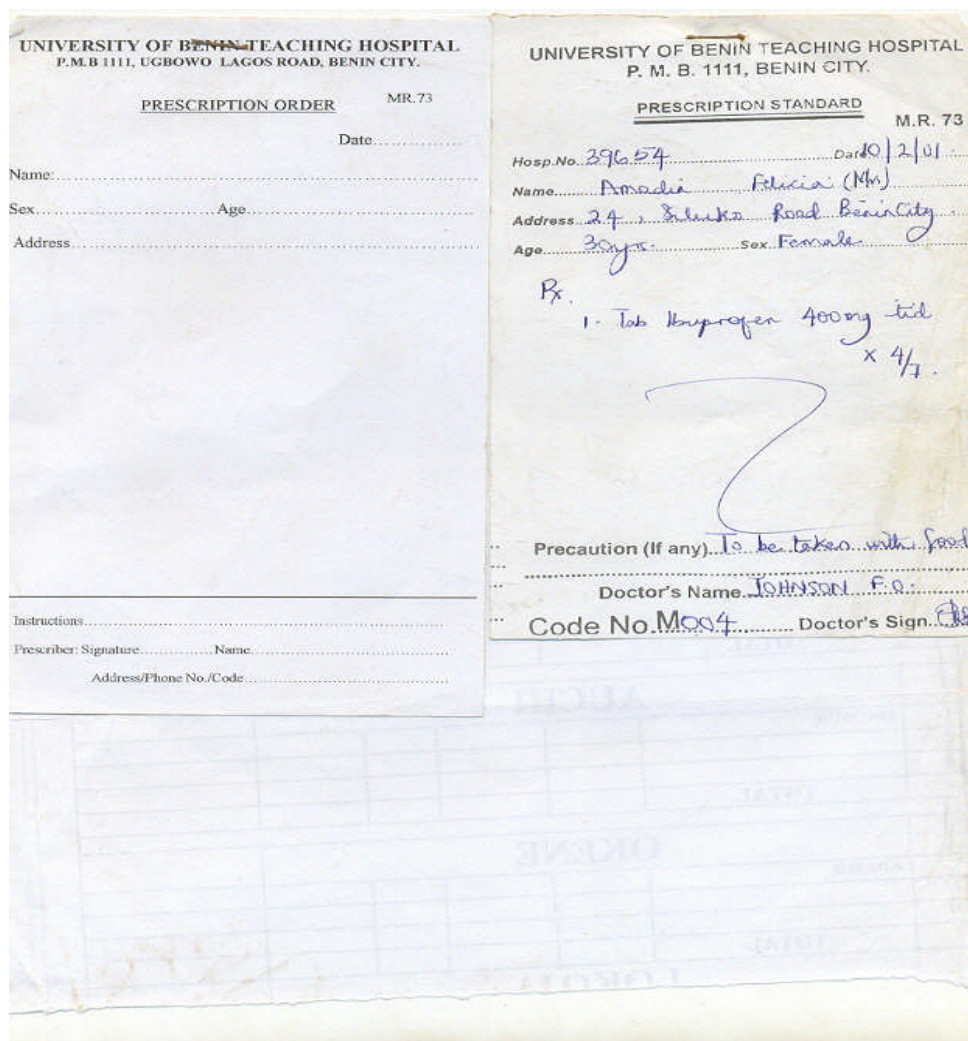 UNIVERSITY OF BENIN TEACHING HOSPITAL
P.M.B 1111, UGBOWO LAGOS ROAD, BENIN CITY.
PRESCRIPTION ORDER MR.73
Date
Name:
Sex Age
Address
Instructions
Prescriber: Signature Name
Address/Phone No./Code
UNIVERSITY OF BENIN TEACHING HOSPITAL
P. M. B. 1111, BENIN CITY.
PRESCRIPTION STANDARD
M.R. 73
Hosp.No. 39654 Date 10/2/01.
Name Amadia Felicia (Mrs)
Address 24, Siluko Road Benin City
Age 30yrs. Sex Female
Rx.
1. Tab Ibuprofen 400mg tid
x 4/7.
Precaution (If any) To be taken with food
Doctor's Name JOHNSON F.O.
Code No. M004 Doctor's Sign.
TOTAL
AUCHI
TOTAL
OKENE
TOTAL
LOKOJA